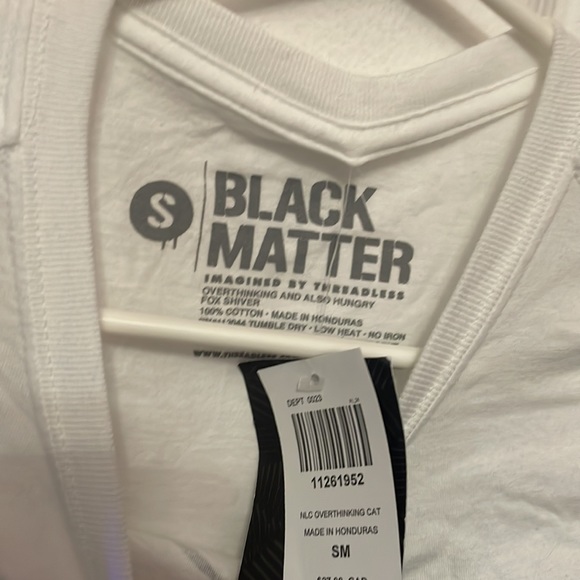 S
BLACK
MATTER
IMAGINED BY THREADLESS
OVERTHINKING AND ALSO HUNGRY
FOX SHIVER
100% COTTON • MADE IN HONDURAS
TUMBLE DRY • LOW HEAT • NO IRON
DEPT 0023
11261952
NLC OVERTHINKING CAT
MADE IN HONDURAS
SM